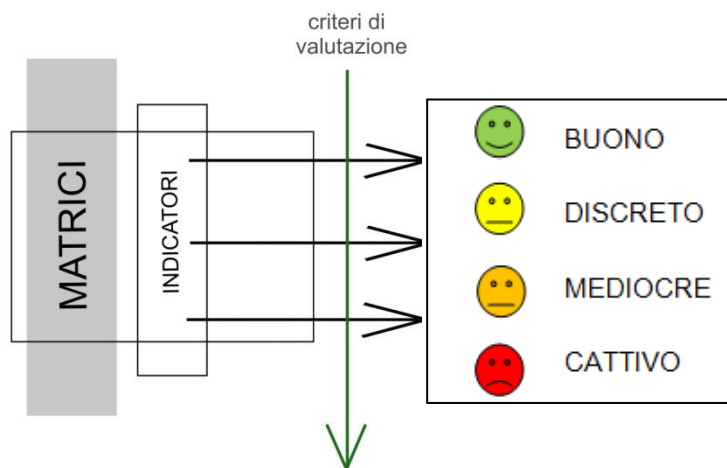 criteri di
valutazione
MATRICI
INDICATORI
BUONO
DISCRETO
MEDIOCRE
CATTIVO